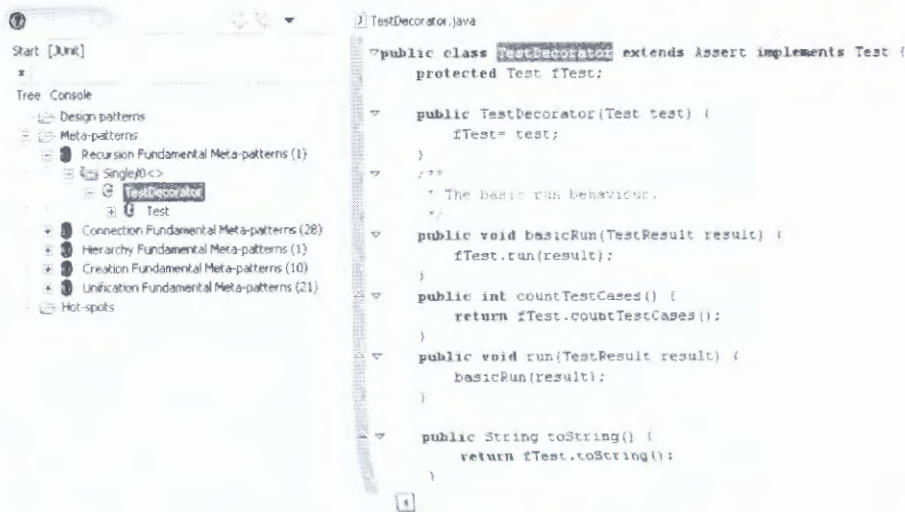 Start [JUnit]
Tree Console
Design patterns
Meta-patterns
Recursion Fundamental Meta-patterns (1)
Single/0<>
TestDecorator
Test
Connection Fundamental Meta-patterns (28)
Hierarchy Fundamental Meta-patterns (1)
Creation Fundamental Meta-patterns (10)
Unification Fundamental Meta-patterns (21)
Hot-spots
TestDecorator.java
public class TestDecorator extends Assert implements Test {
protected Test fTest;
public TestDecorator(Test test) {
fTest= test;
}
/**
* The basic run behaviour.
*/
public void basicRun(TestResult result) {
fTest.run(result);
}
public int countTestCases() {
return fTest.countTestCases();
}
public void run(TestResult result) {
basicRun(result);
}
public String toString() {
return fTest.toString();
}